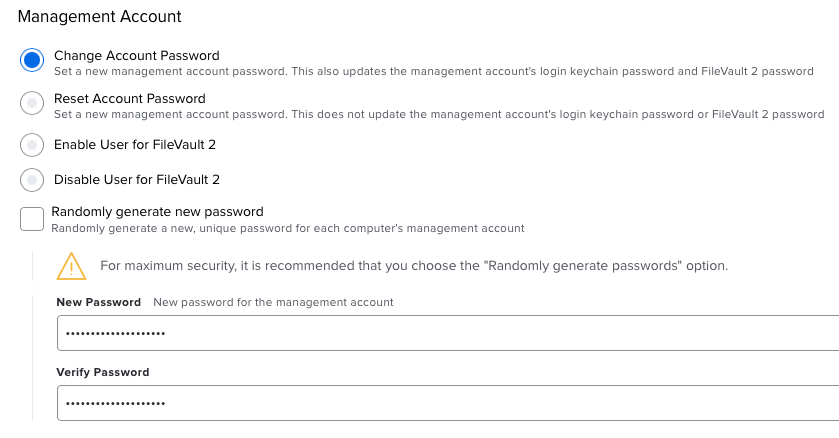 Management Account
Change Account Password
Set a new management account password. This also updates the management account's login keychain password and FileVault 2 password
Reset Account Password
Set a new management account password. This does not update the management account's login keychain password or FileVault 2 password
Enable User for FileVault 2
Disable User for FileVault 2
Randomly generate new password
Randomly generate a new, unique password for each computer's management account
For maximum security, it is recommended that you choose the "Randomly generate passwords" option.
New Password New password for the management account
••••••••••••••••••••
Verify Password
••••••••••••••••••••